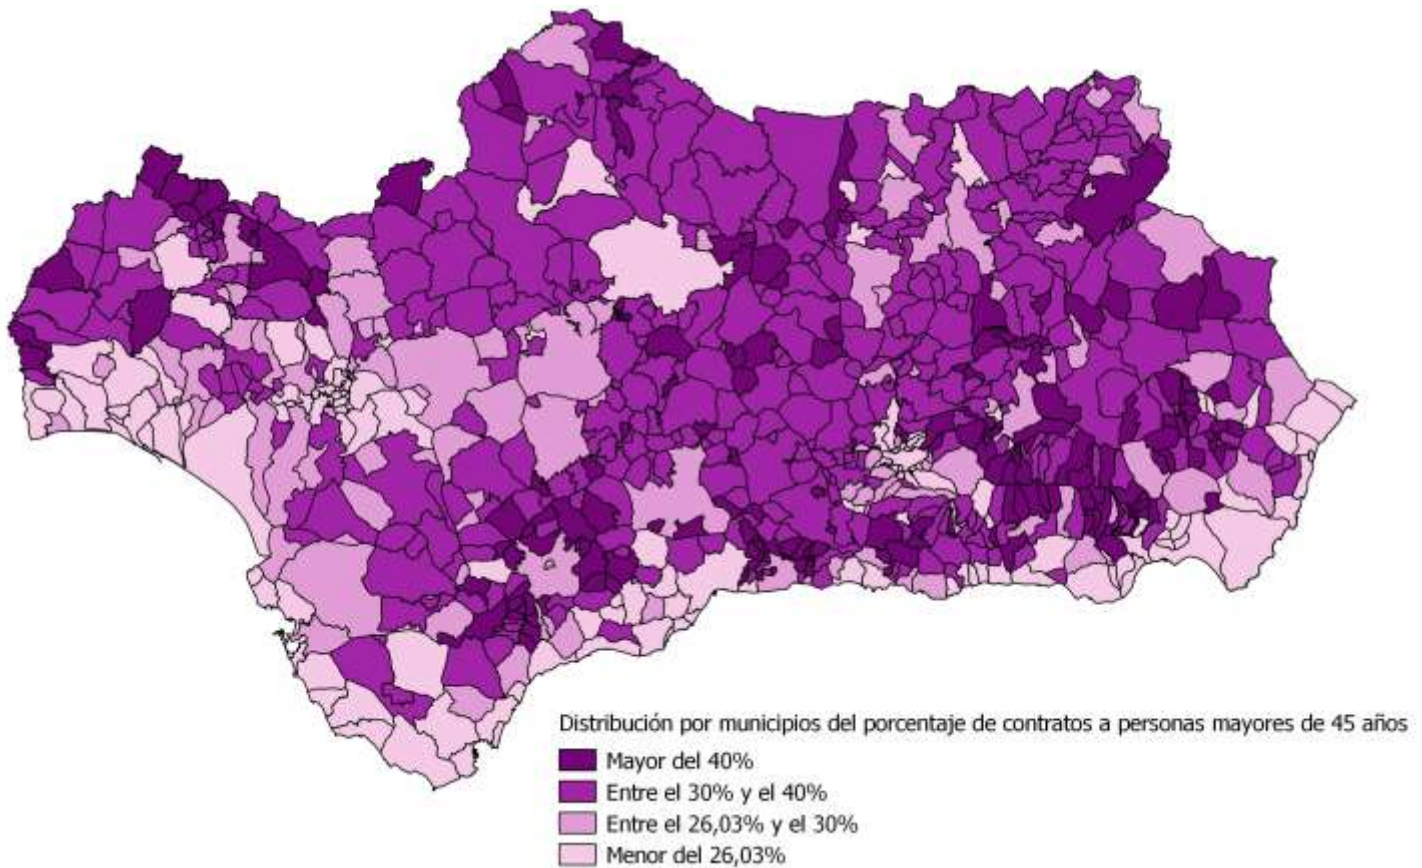 Distribución por municipios del porcentaje de contratos a personas mayores de 45 años
Mayor del 40%
Entre el 30% y el 40%
Entre el 26,03% y el 30%
Menor del 26,03%